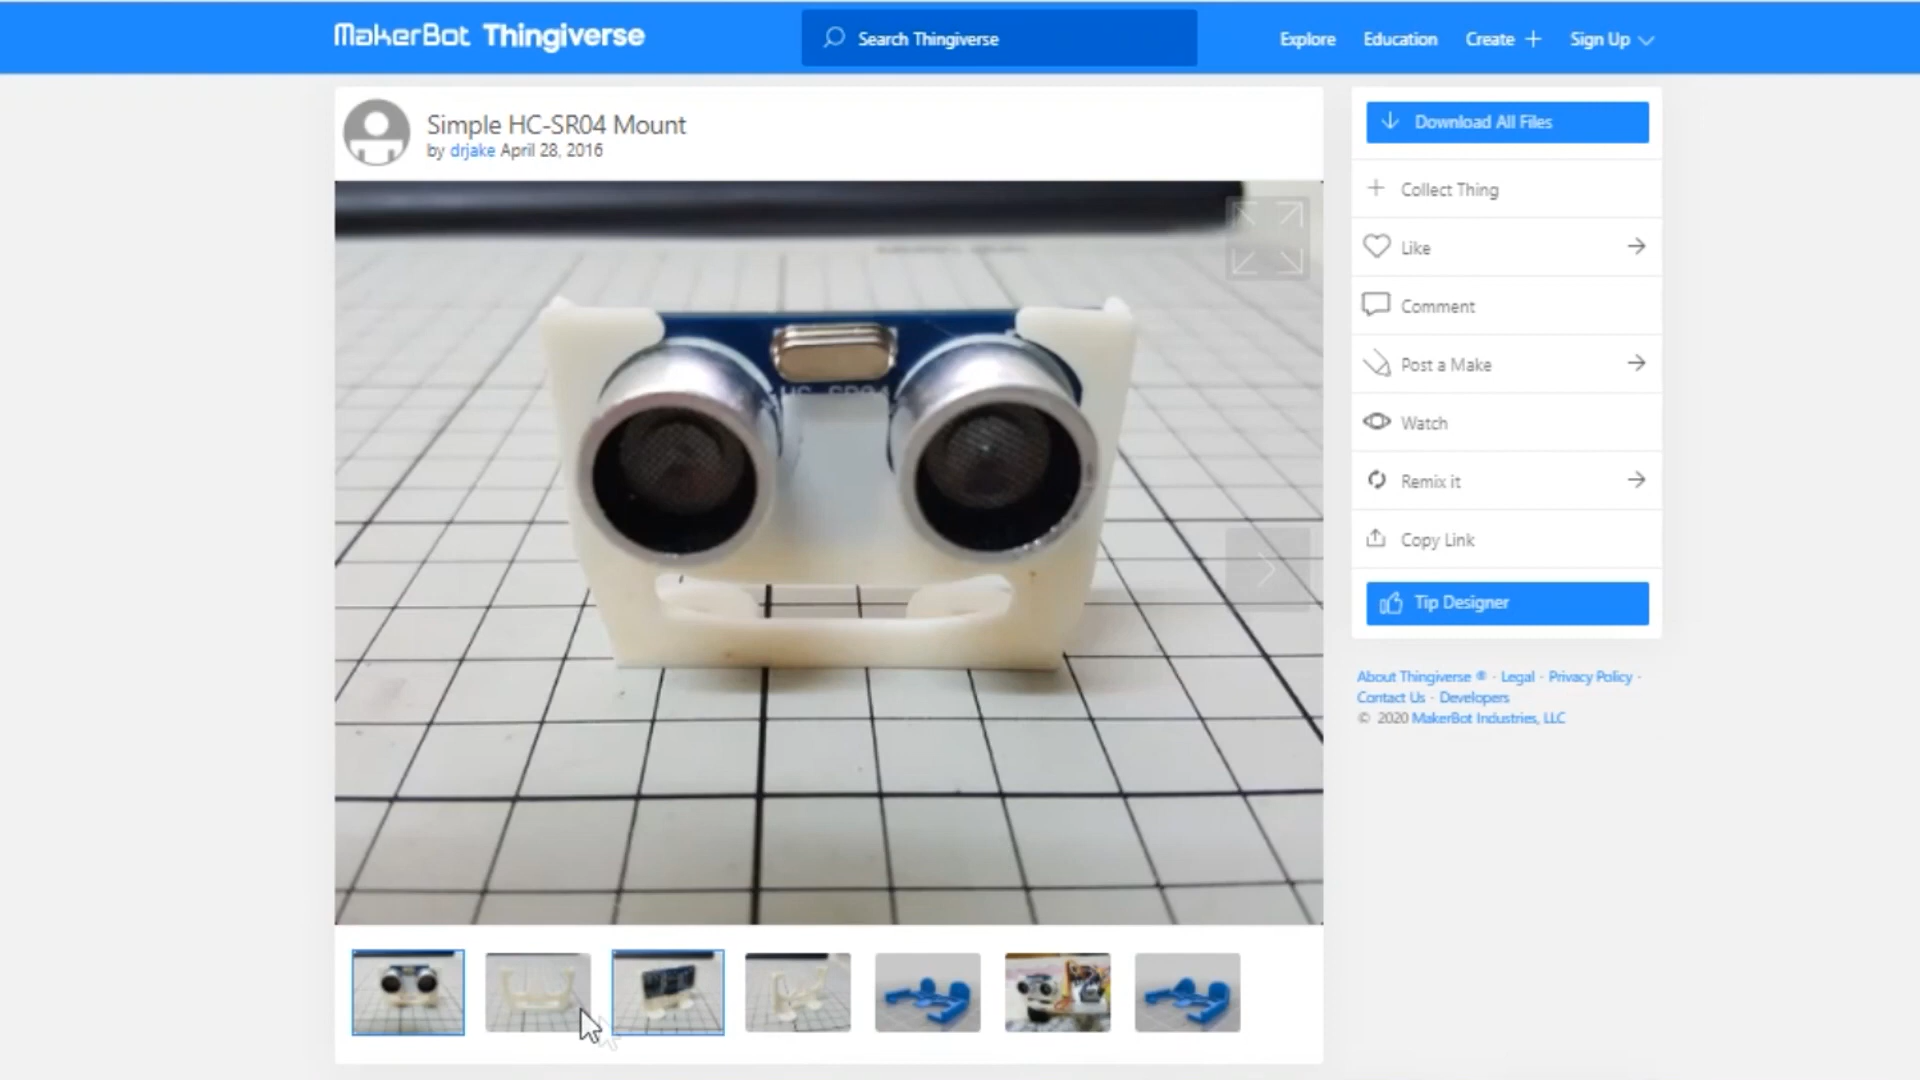 MakerBot Thingiverse
Search Thingiverse
Explore
Education
Create
Sign Up
Simple HC-SR04 Mount
by drjake April 28, 2016
HC-SR04
Download All Files
Collect Thing
Like
Comment
Post a Make
Watch
Remix it
Copy Link
Tip Designer
About Thingiverse ® · Legal · Privacy Policy ·
Contact Us · Developers
© 2020 MakerBot Industries, LLC